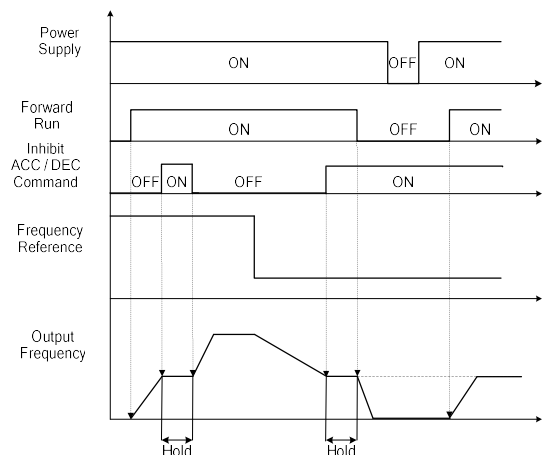 Power
Supply
ON
OFF
ON
Forward
Run
ON
OFF
ON
Inhibit
ACC / DEC
Command
OFF
ON
OFF
ON
Frequency
Reference
Output
Frequency
Hold
Hold